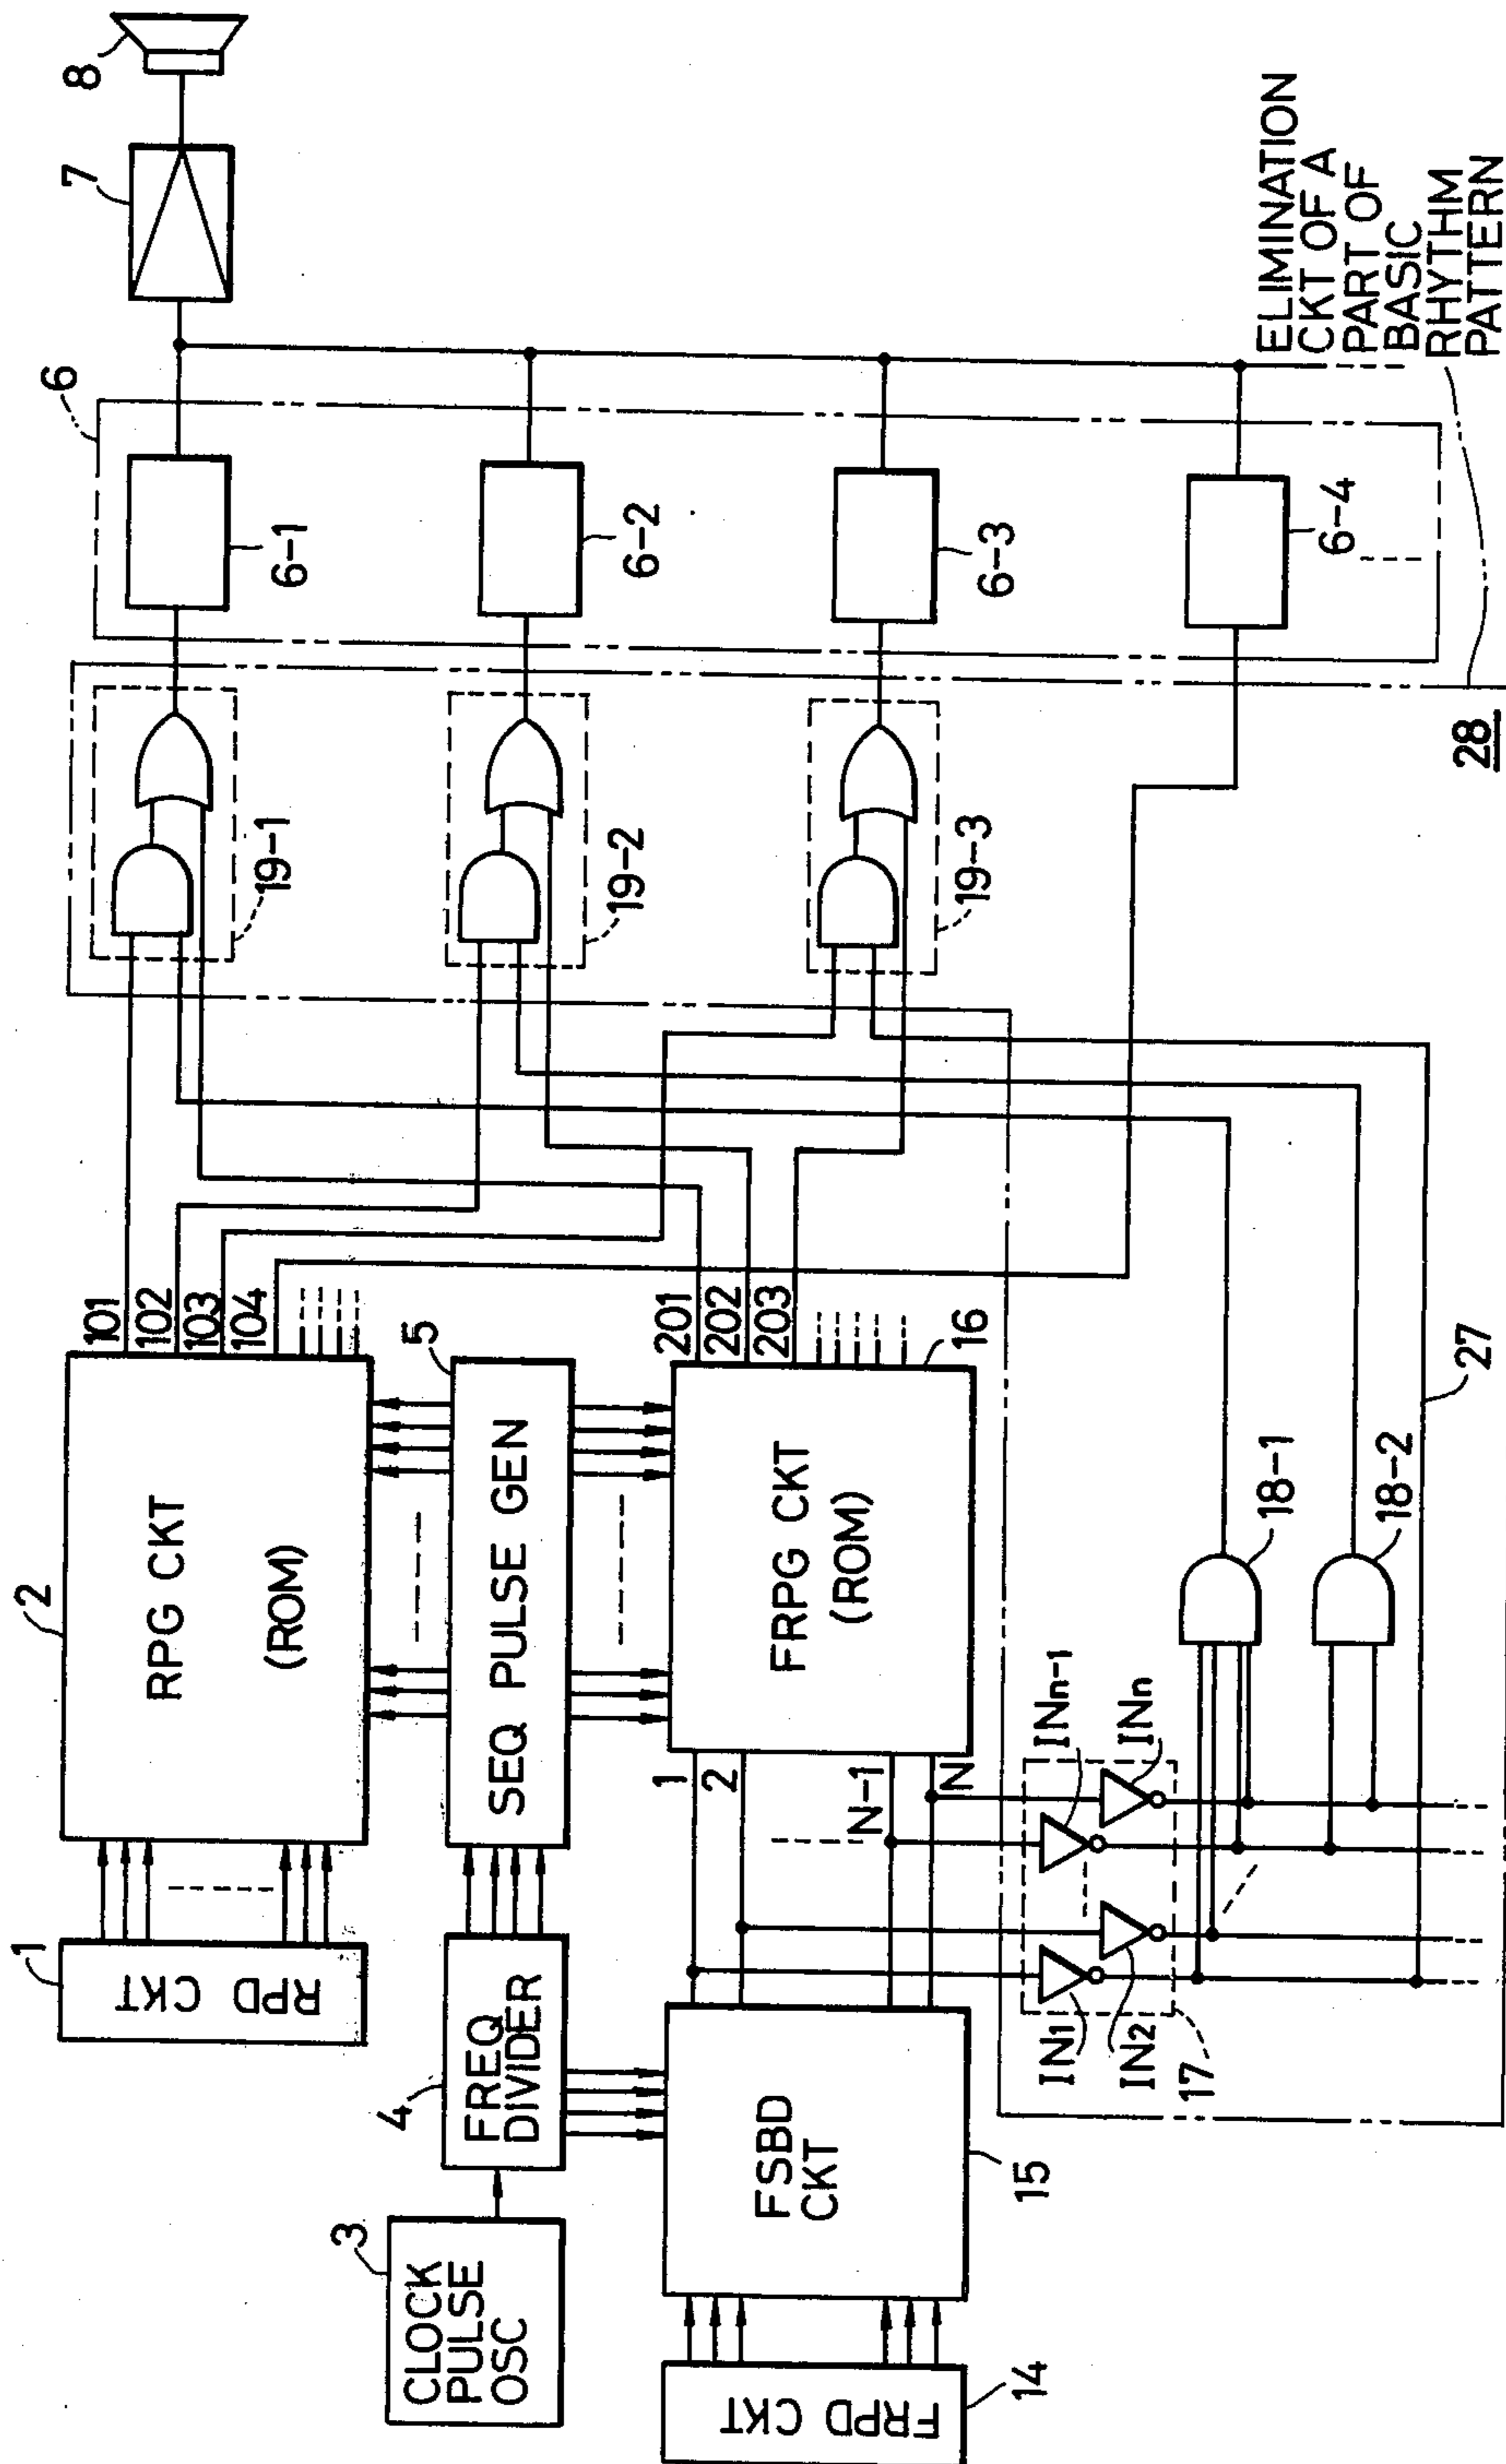 1
RPD CKT
2
RPG CKT
(ROM)
101
102
103
104
3
CLOCK
PULSE
OSC
4
FREQ
DIVIDER
5
SEQ PULSE GEN
14
FRPD CKT
15
FSBD
CKT
1
2
N-1
N
16
FRPG CKT
(ROM)
201
202
203
17
IN1
IN2
INn-1
INn
18-1
18-2
27
19-1
19-2
19-3
28
6
6-1
6-2
6-3
6-4
7
8
ELIMINATION
CKT OF A
PART OF
BASIC
RHYTHM
PATTERN